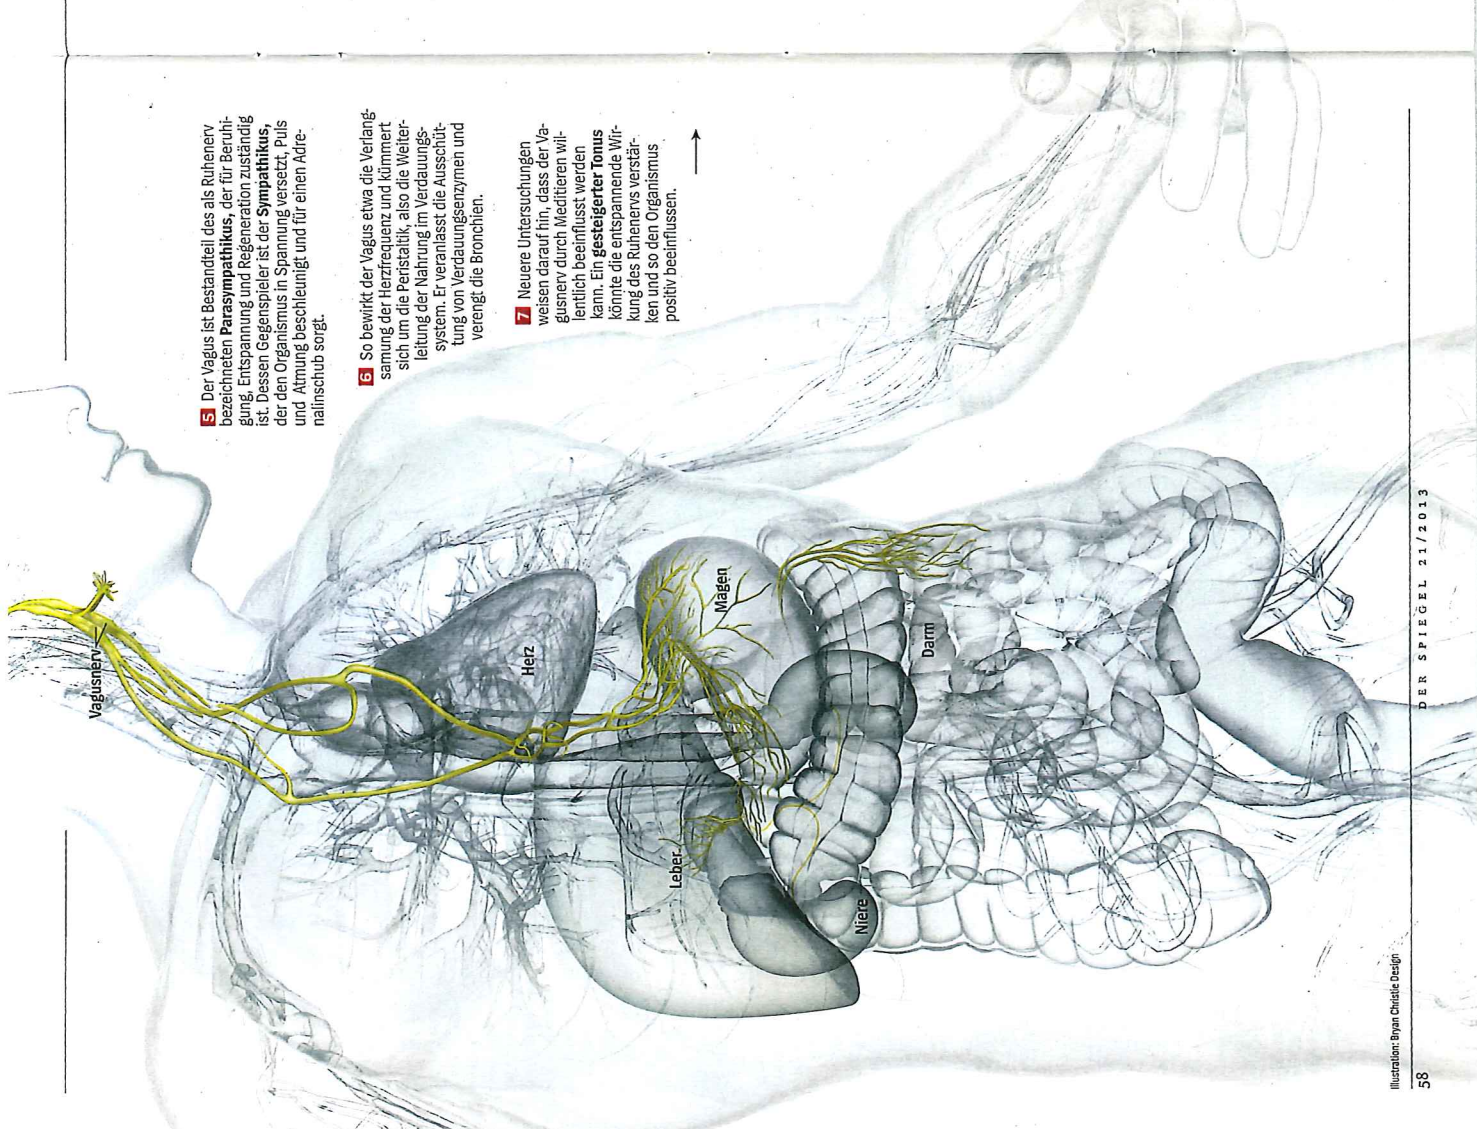 5 Der Vagus ist Bestandteil des als Ruhenerv
bezeichneten Parasympathikus, der für Beruhi-
gung, Entspannung und Regeneration zuständig
ist. Dessen Gegenspieler ist der Sympathikus,
der den Organismus in Spannung versetzt, Puls
und Atmung beschleunigt und für einen Adre-
nalinschub sorgt.
6 So bewirkt der Vagus etwa die Verlang-
samung der Herzfrequenz und kümmert
sich um die Peristaltik, also die Weiter-
leitung der Nahrung im Verdauungs-
system. Er veranlasst die Ausschüt-
tung von Verdauungsenzymen und
verengt die Bronchien.
7 Neuere Untersuchungen
weisen darauf hin, dass der Va-
gusnerv durch Meditieren wil-
lentlich beeinflusst werden
kann. Ein gesteigerter Tonus
könnte die entspannende Wir-
kung des Ruhenervs verstär-
ken und so den Organismus
positiv beeinflusssen.
Vagusnerv
Herz
Magen
Leber
Darm
Niere
Illustration: Bryan Christie Design
58
DER SPIEGEL 21/2013